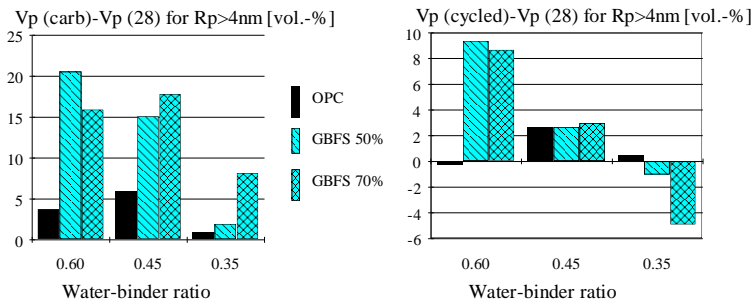 Vp (carb)-Vp (28) for Rp>4nm [vol.-%]
25
20
15
10
5
0
0.60 0.45 0.35
Water-binder ratio
OPC
GBFS 50%
GBFS 70%
Vp (cycled)-Vp (28) for Rp>4nm [vol.-%]
10
8
6
4
2
0
-2
-4
-6
0.60 0.45 0.35
Water-binder ratio